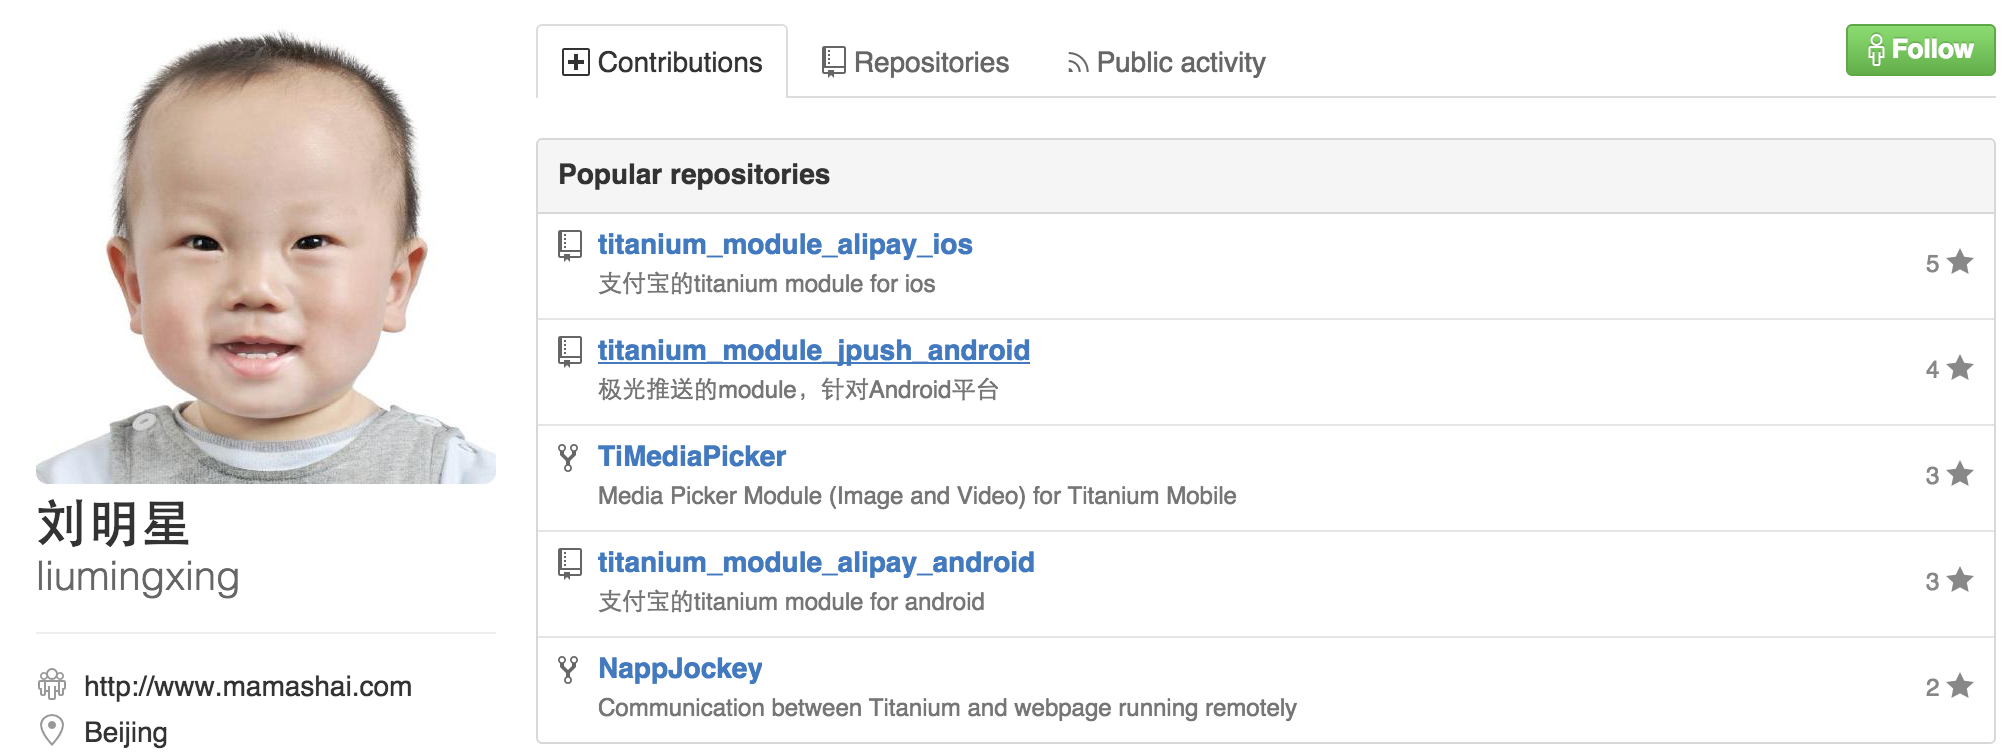 刘明星
liumingxing
http://www.mamashai.com
Beijing
Contributions
Repositories
Public activity
Follow
Popular repositories
titanium_module_alipay_ios
5
支付宝的titanium module for ios
titanium_module_jpush_android
4
极光推送的module，针对Android平台
TiMediaPicker
3
Media Picker Module (Image and Video) for Titanium Mobile
titanium_module_alipay_android
3
支付宝的titanium module for android
NappJockey
2
Communication between Titanium and webpage running remotely